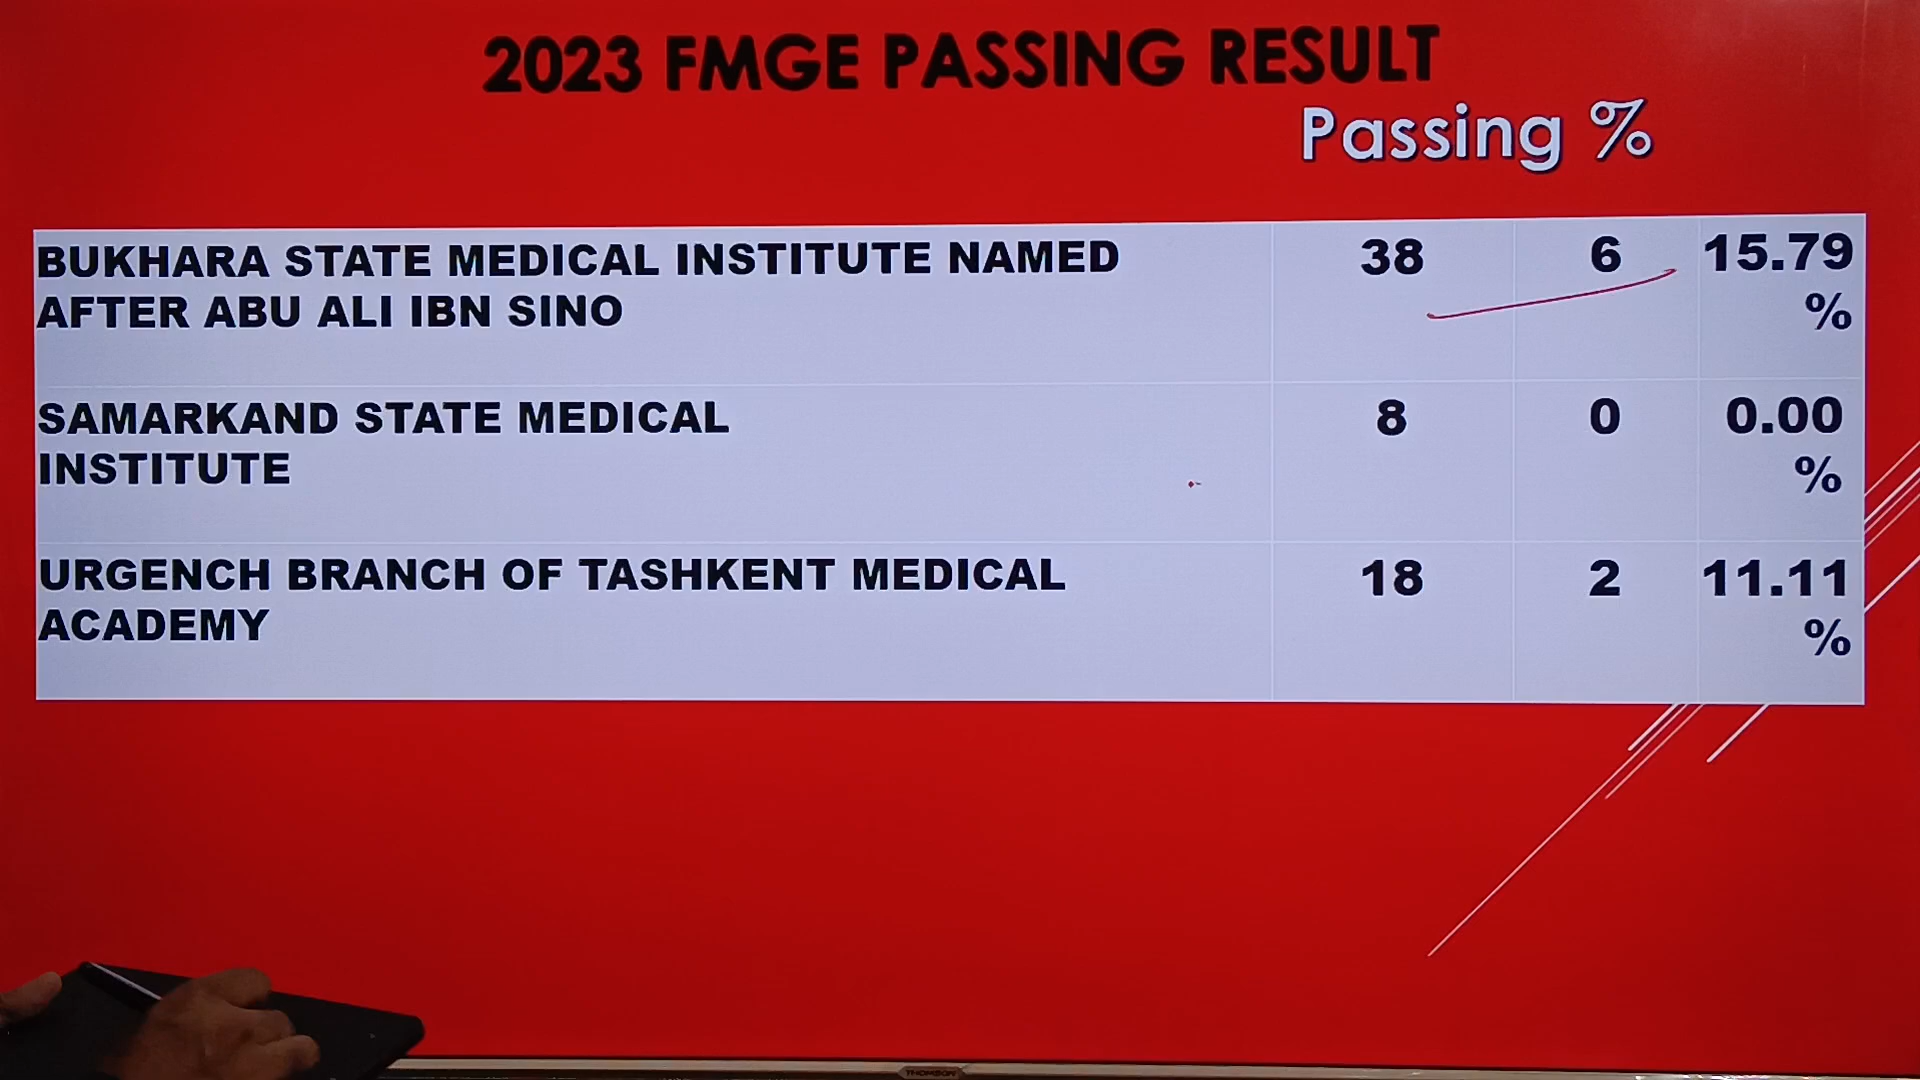 2023 FMGE PASSING RESULT
Passing %
BUKHARA STATE MEDICAL INSTITUTE NAMED
AFTER ABU ALI IBN SINO
38
6
15.79
%
SAMARKAND STATE MEDICAL
INSTITUTE
8
0
0.00
%
URGENCH BRANCH OF TASHKENT MEDICAL
ACADEMY
18
2
11.11
%
THOMSON